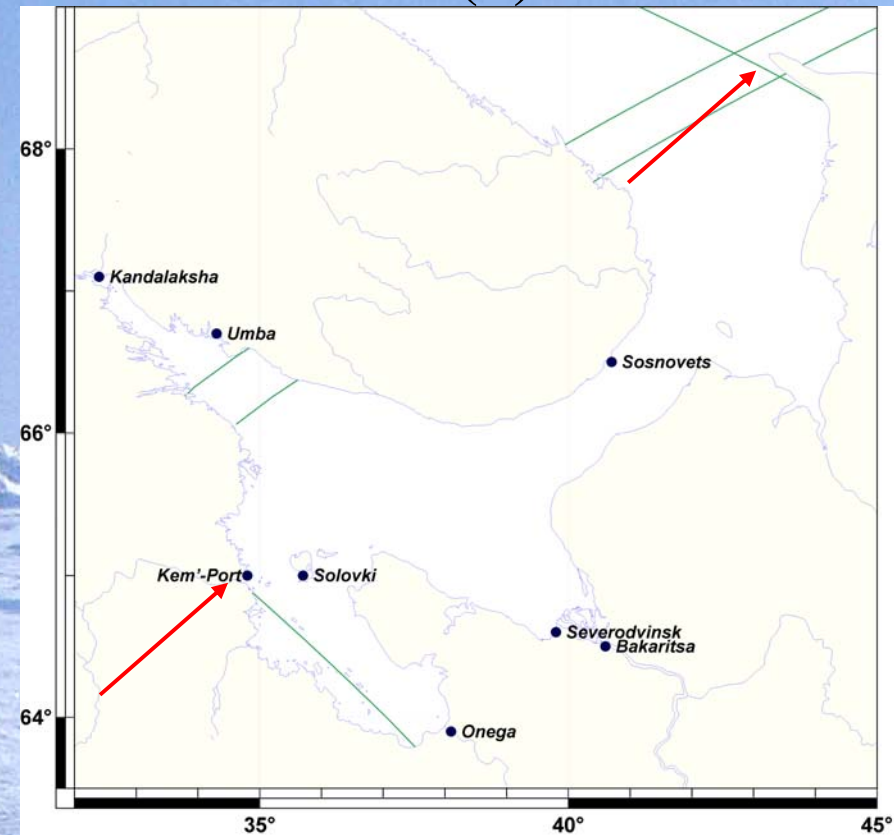 68°
Kandalaksha
Umba
Sosnovets
66°
Kem'-Port
Solovki
Severodvinsk
Bakaritsa
64°
Onega
35°
40°
45°